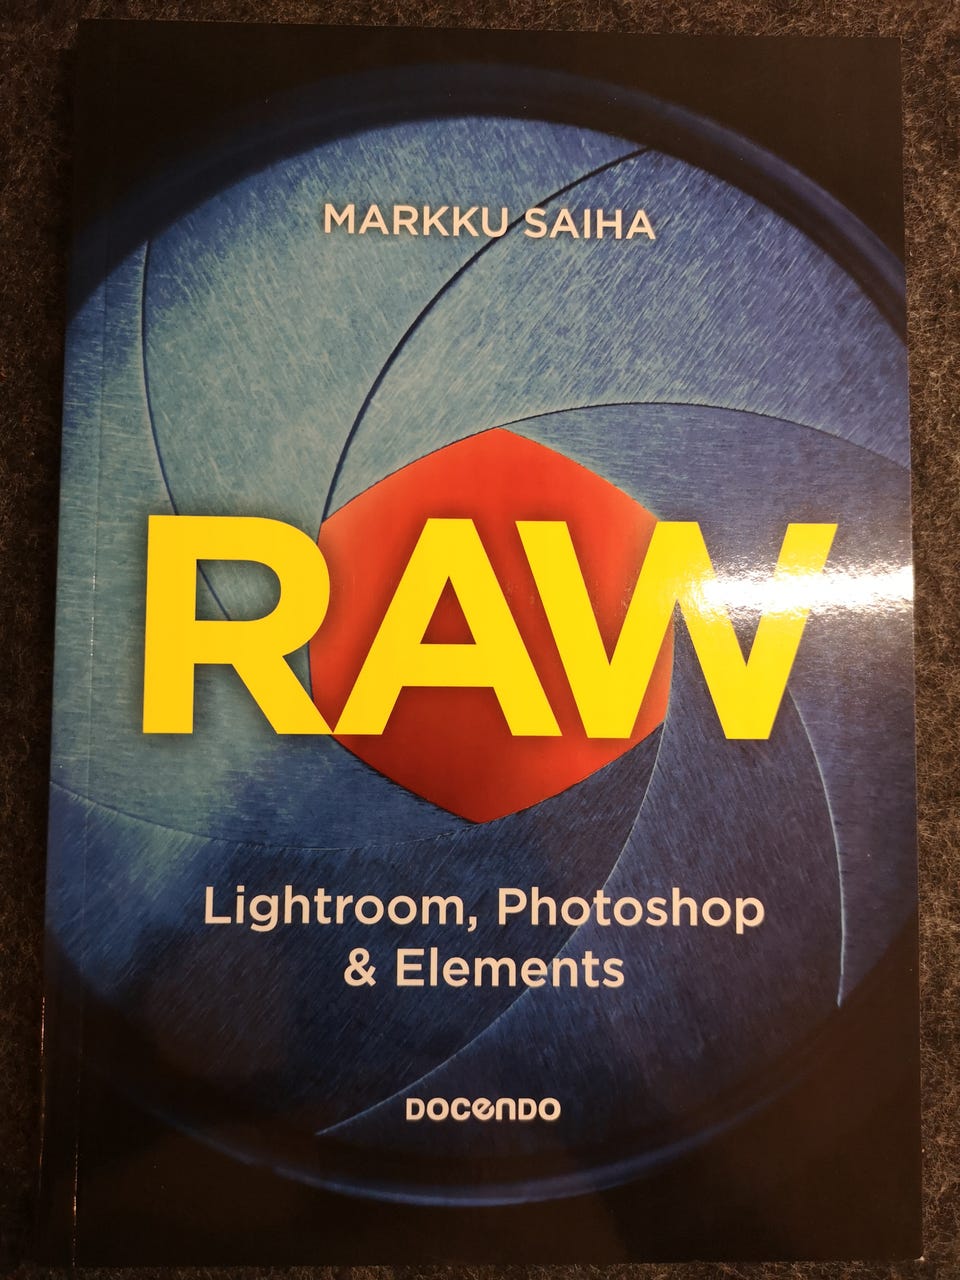 MARKKU SAIHA
RAW
Lightroom, Photoshop
& Elements
DOCENDO